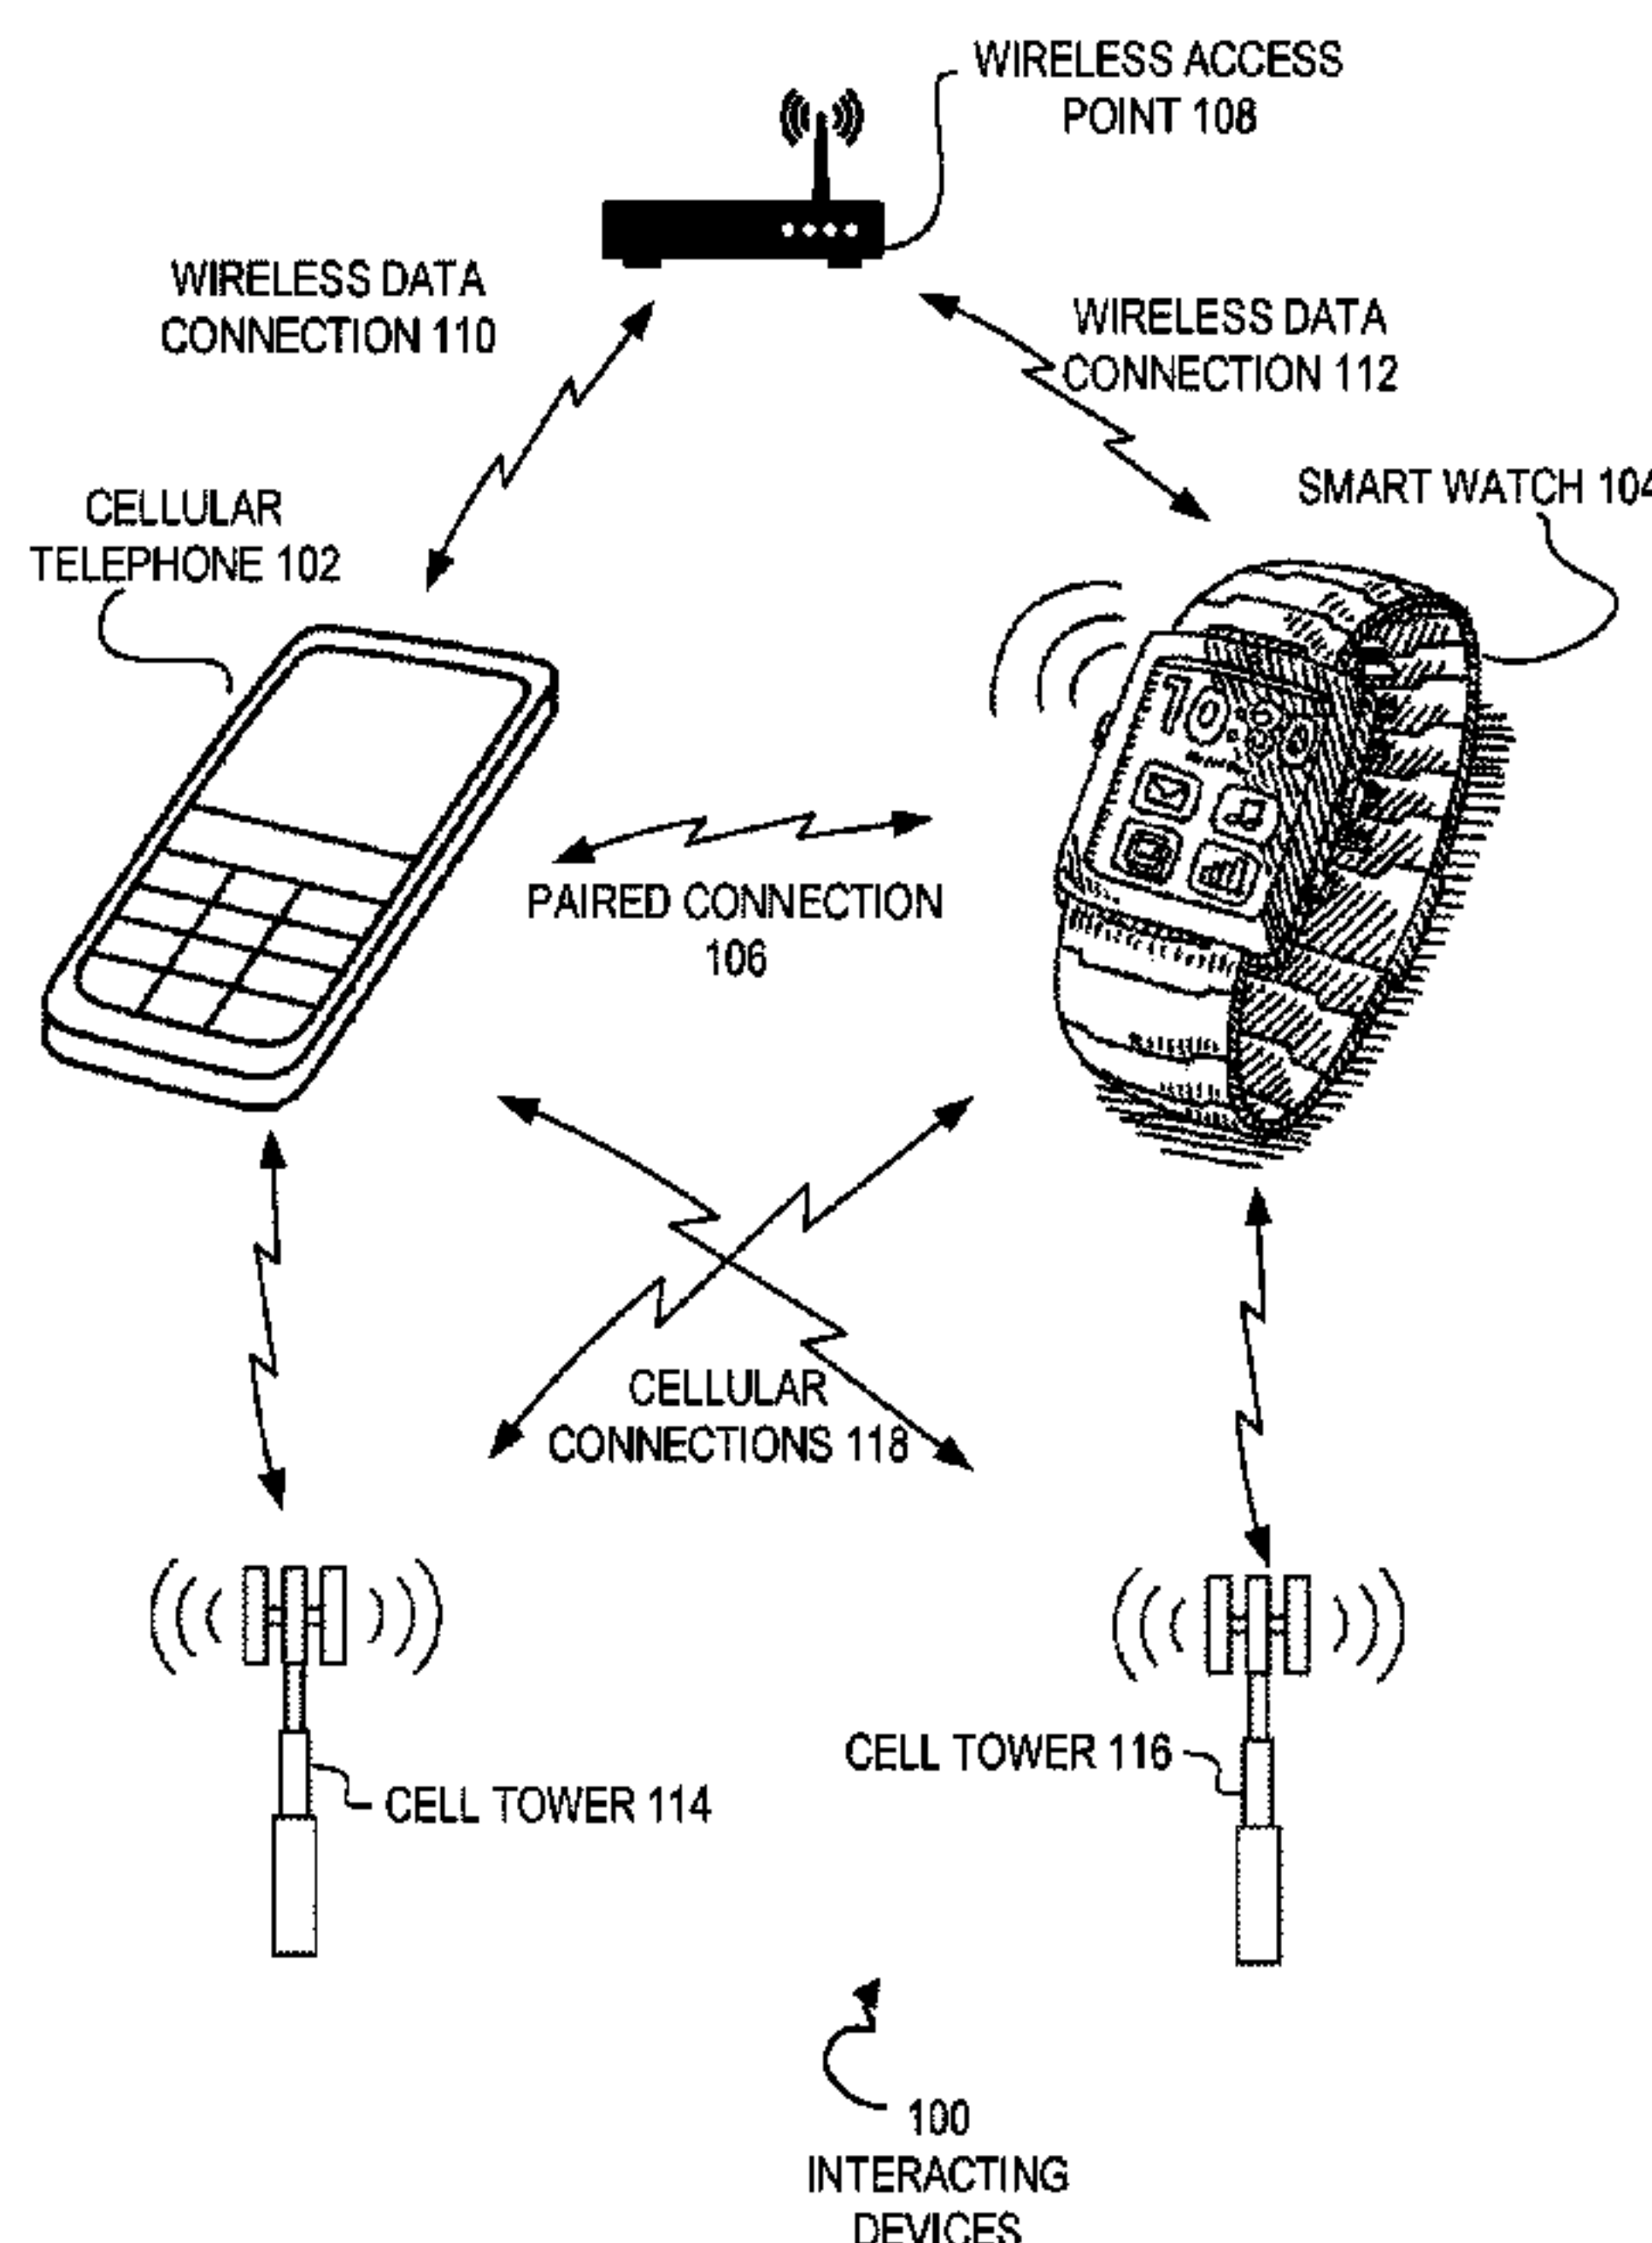 WIRELESS ACCESS
POINT 108
WIRELESS DATA
CONNECTION 110
WIRELESS DATA
CONNECTION 112
SMART WATCH 104
CELLULAR
TELEPHONE 102
PAIRED CONNECTION
106
CELLULAR
CONNECTIONS 118
CELL TOWER 116
CELL TOWER 114
100
INTERACTING
DEVICES